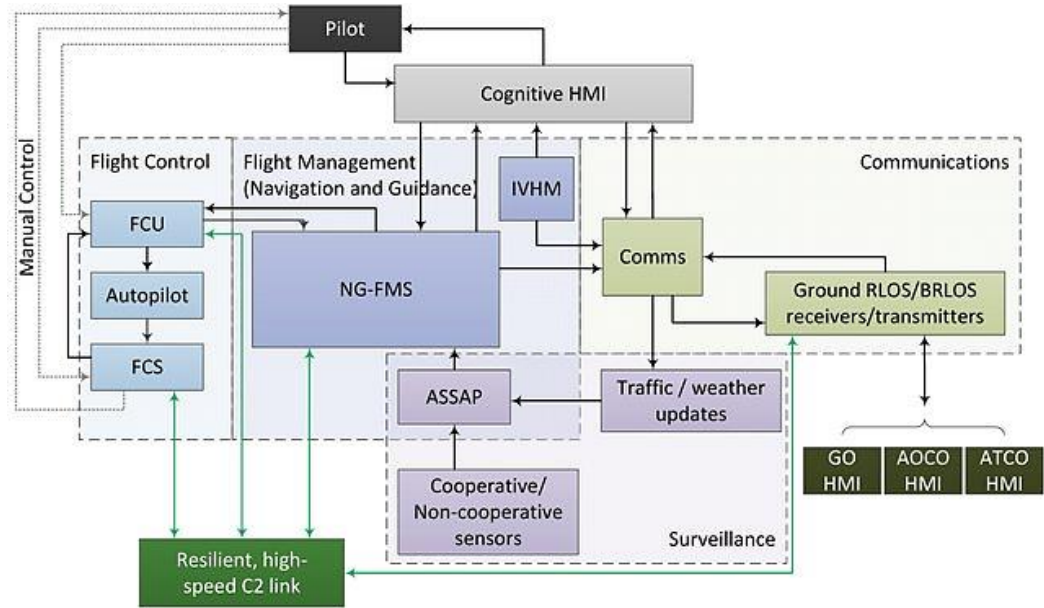 Pilot
Cognitive HMI
Manual Control
Flight Control
Flight Management
(Navigation and Guidance)
IVHM
Communications
FCU
Autopilot
FCS
NG-FMS
Comms
Ground RLOS/BRLOS
receivers/transmitters
ASSAP
Traffic / weather
updates
Cooperative/
Non-cooperative
sensors
Surveillance
GO
HMI
AOCO
HMI
ATCO
HMI
Resilient, high-
speed C2 link